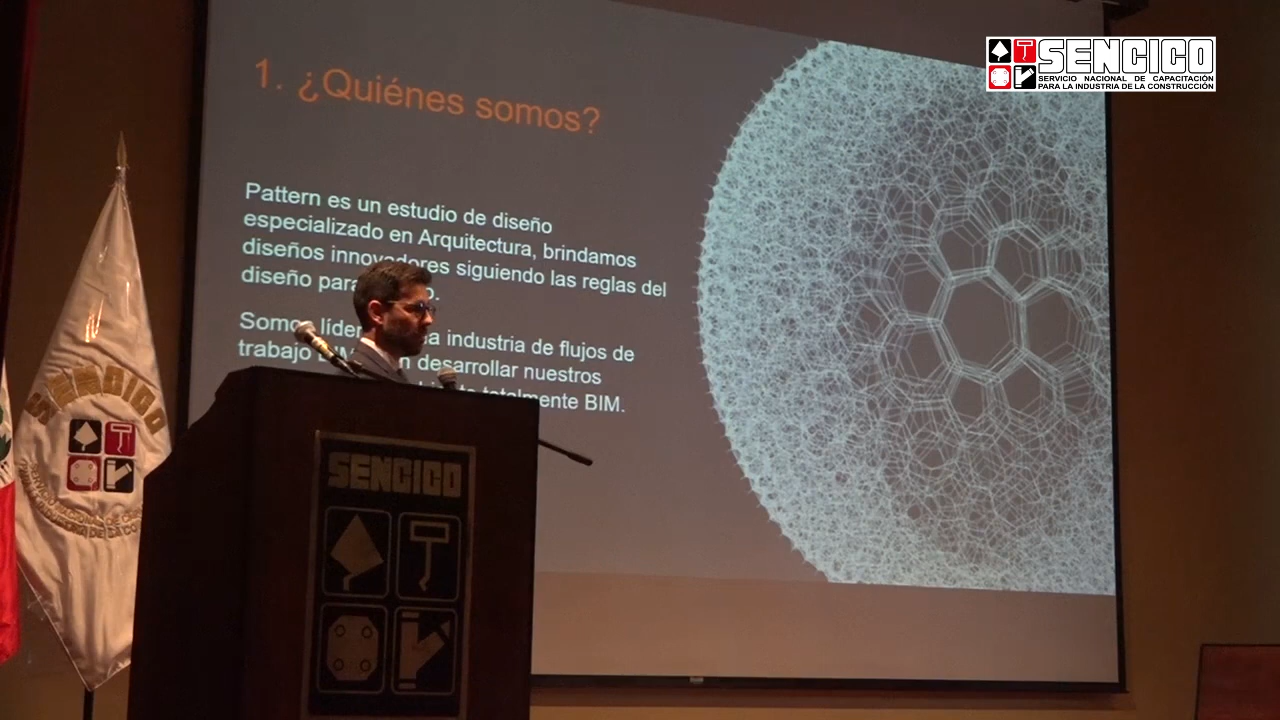 SENCICO
SERVICIO NACIONAL DE CAPACITACIÓN
PARA LA INDUSTRIA DE LA CONSTRUCCIÓN
1. ¿Quiénes somos?
Pattern es un estudio de diseño
especializado en Arquitectura, brindamos
diseños innovadores siguiendo las reglas del
diseño
Somos industria de flujos de
trabajo desarrollar nuestros
totalmente BIM.
SENCICO
SENCICO